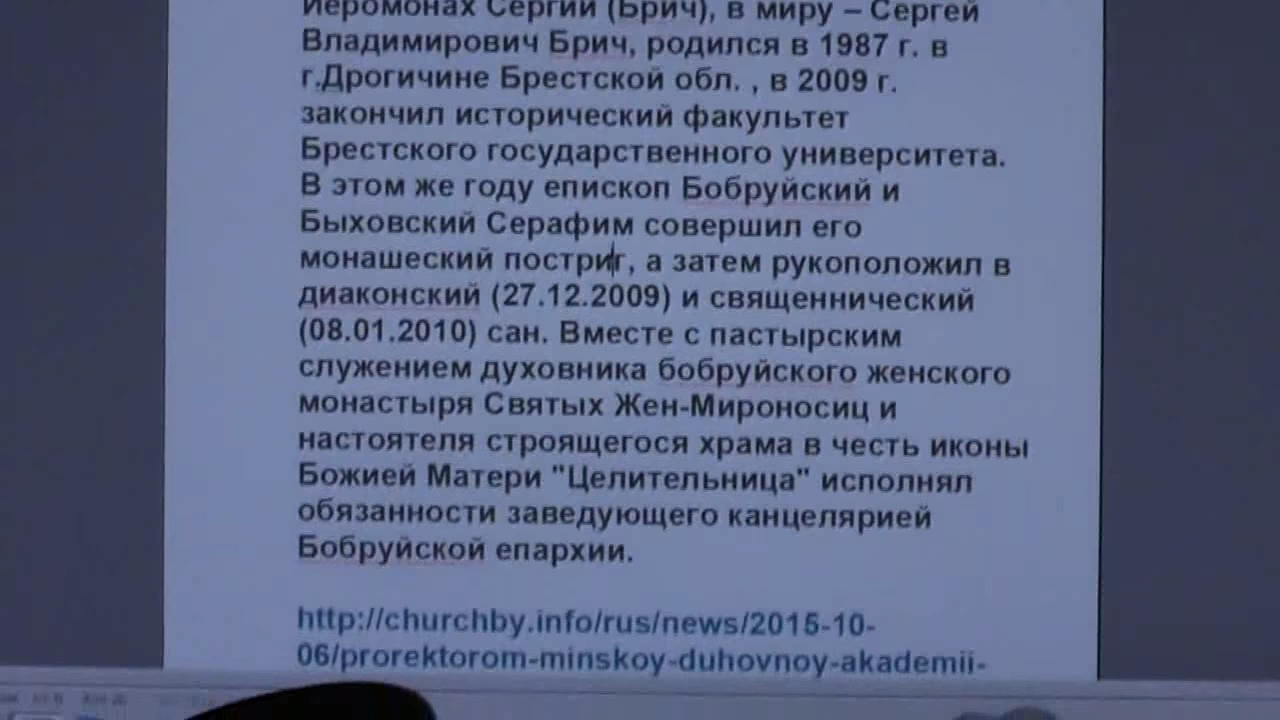 Иеромонах Сергий (Брич), в миру – Сергей
Владимирович Брич, родился в 1987 г. в
г.Дрогичине Брестской обл. , в 2009 г.
закончил исторический факультет
Брестского государственного университета.
В этом же году епископ Бобруйский и
Быховский Серафим совершил его
монашеский постриг, а затем рукоположил в
диаконский (27.12.2009) и священнический
(08.01.2010) сан. Вместе с пастырским
служением духовника бобруйского женского
монастыря Святых Жен-Мироносиц и
настоятеля строящегося храма в честь иконы
Божией Матери "Целительница" исполнял
обязанности заведующего канцелярией
Бобруйской епархии.
http://churchby.info/rus/news/2015-10-
06/prorektorom-minskoy-duhovnoy-akademii-